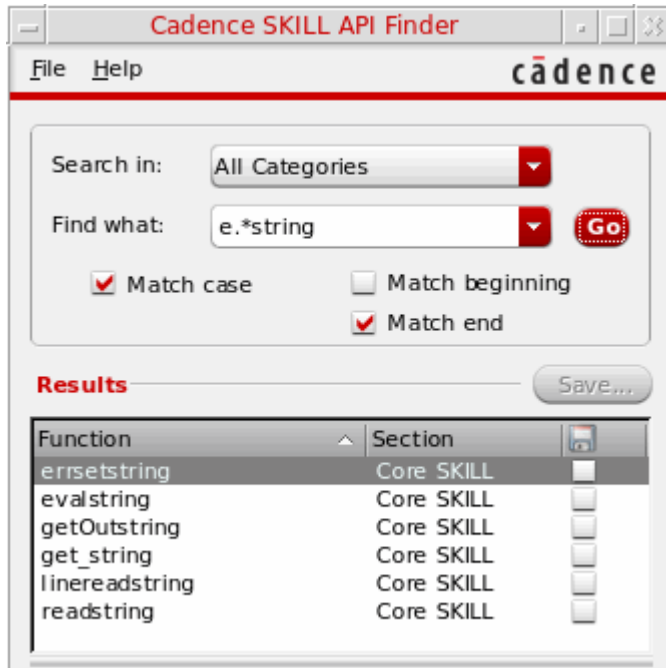 Cadence SKILL API Finder
File Help cādence
Search in: All Categories
Find what: e.*string Go
Match case Match beginning
Match end
Results Save...
Function Section
errsetstring Core SKILL
evalstring Core SKILL
getOutstring Core SKILL
get_string Core SKILL
linereadstring Core SKILL
readstring Core SKILL